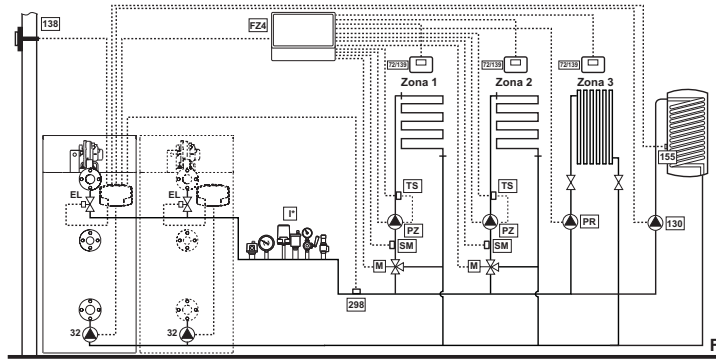 138
FZ4
72/139
72/139
72/139
Zona 1
Zona 2
Zona 3
155
EL
EL
TS
TS
I*
PZ
PZ
PR
130
SM
SM
M
M
298
32
32
F